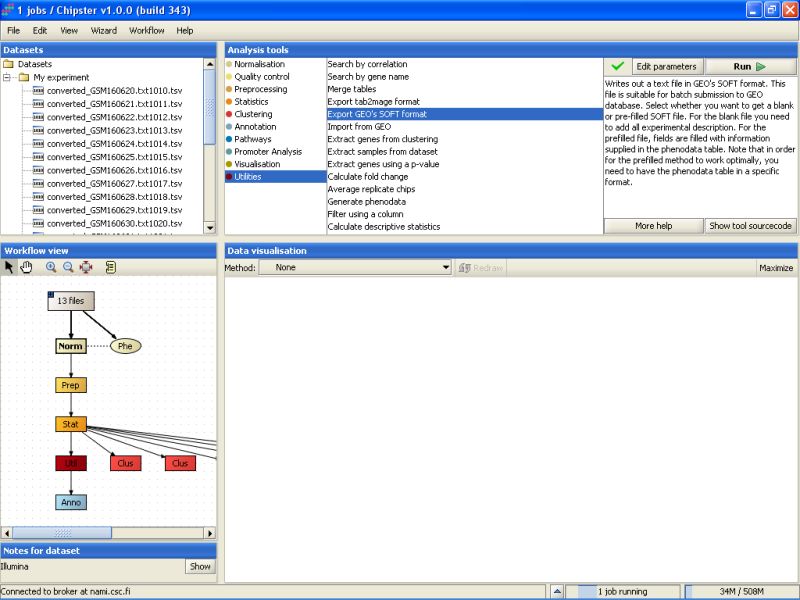 1 jobs / Chipster v1.0.0 (build 343)
File Edit View Wizard Workflow Help
Datasets
Datasets
My experiment
converted_GSM160620.txt1010.tsv
converted_GSM160621.txt1011.tsv
converted_GSM160622.txt1012.tsv
converted_GSM160623.txt1013.tsv
converted_GSM160624.txt1014.tsv
converted_GSM160625.txt1015.tsv
converted_GSM160626.txt1016.tsv
converted_GSM160627.txt1017.tsv
converted_GSM160628.txt1018.tsv
converted_GSM160629.txt1019.tsv
converted_GSM160630.txt1020.tsv
Analysis tools
Normalisation
Quality control
Preprocessing
Statistics
Clustering
Annotation
Pathways
Promoter Analysis
Visualisation
Utilities
Search by correlation
Search by gene name
Merge tables
Export tab2mage format
Export GEO's SOFT format
Import from GEO
Extract genes from clustering
Extract samples from dataset
Extract genes using a p-value
Calculate fold change
Average replicate chips
Generate phenodata
Filter using a column
Calculate descriptive statistics
Edit parameters Run
Writes out a text file in GEO's SOFT format. This
file is suitable for batch submission to GEO
database. Select whether you want to get a blank
or pre-filled SOFT file. For the blank file you need
to add all experimental description. For the
prefilled file, fields are filled with information
supplied in the phenodata table. Note that in order
for the prefilled method to work optimally, you
need to have the phenodata table in a specific
format.
More help Show tool sourcecode
Workflow view
13 files
Norm Phe
Prep
Stat
Util Clus Clus
Anno
Data visualisation
Method: None Redraw Maximize
Notes for dataset
Illumina Show
Connected to broker at nami.csc.fi 1 job running 34M / 508M